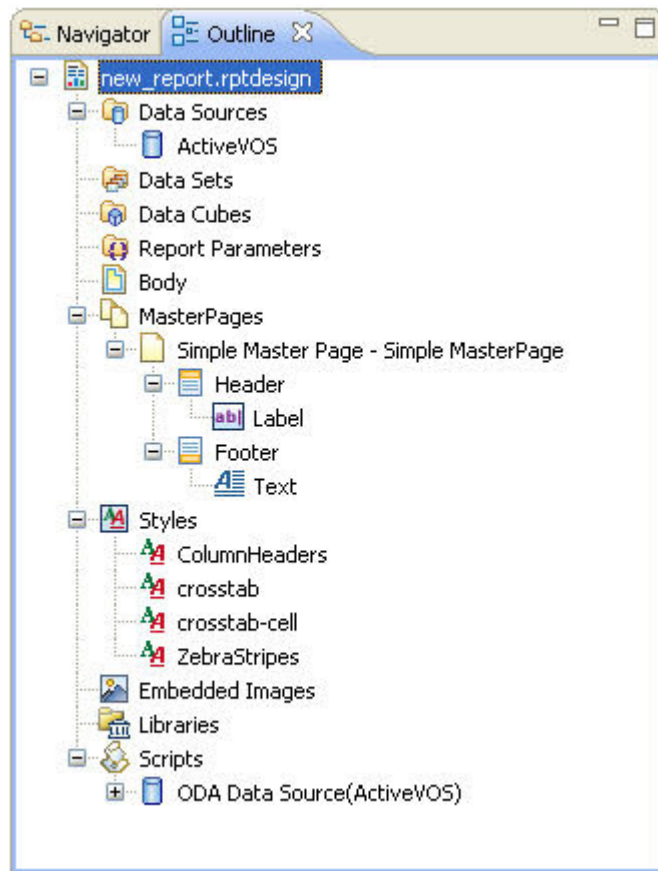 Navigator Outline
new_report.rptdesign
Data Sources
ActiveVOS
Data Sets
Data Cubes
Report Parameters
Body
MasterPages
Simple Master Page - Simple MasterPage
Header
ab Label
Footer
Text
Styles
ColumnHeaders
crosstab
crosstab-cell
ZebraStripes
Embedded Images
Libraries
Scripts
ODA Data Source(ActiveVOS)